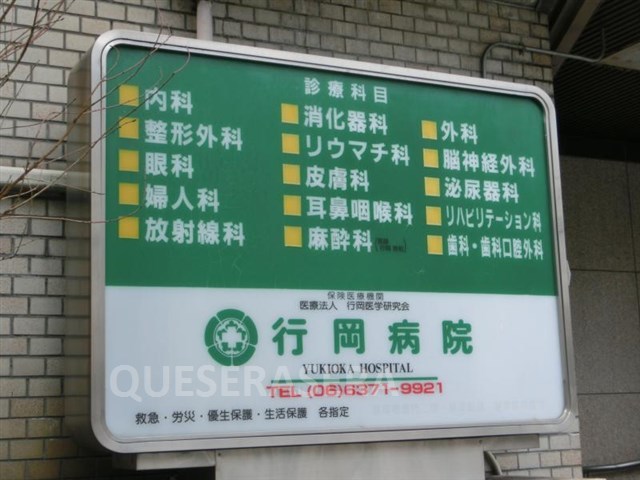 診療科目
内科
整形外科
眼科
婦人科
放射線科
消化器科
リウマチ科
皮膚科
耳鼻咽喉科
麻酔科
外科
脳神経外科
泌尿器科
リハビリテーション科
歯科・歯科口腔外科
保険医療機関
医療法人 行岡医学研究会
行岡病院
YUKIOKA HOSPITAL
TEL (06)6371-9921
救急・労災・優生保護・生活保護 各指定